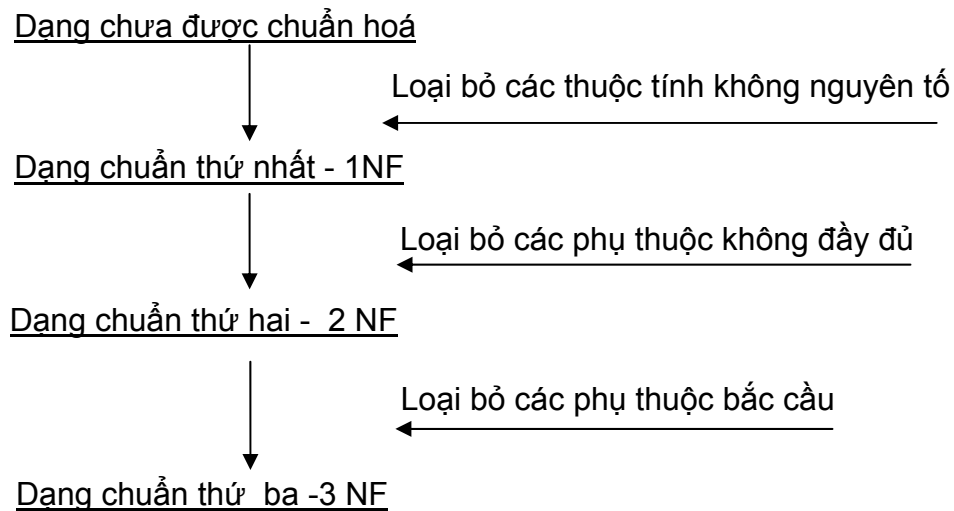 Dạng chưa được chuẩn hoá
Loại bỏ các thuộc tính không nguyên tố
Dạng chuẩn thứ nhất - 1NF
Loại bỏ các phụ thuộc không đầy đủ
Dạng chuẩn thứ hai - 2 NF
Loại bỏ các phụ thuộc bắc cầu
Dạng chuẩn thứ ba -3 NF